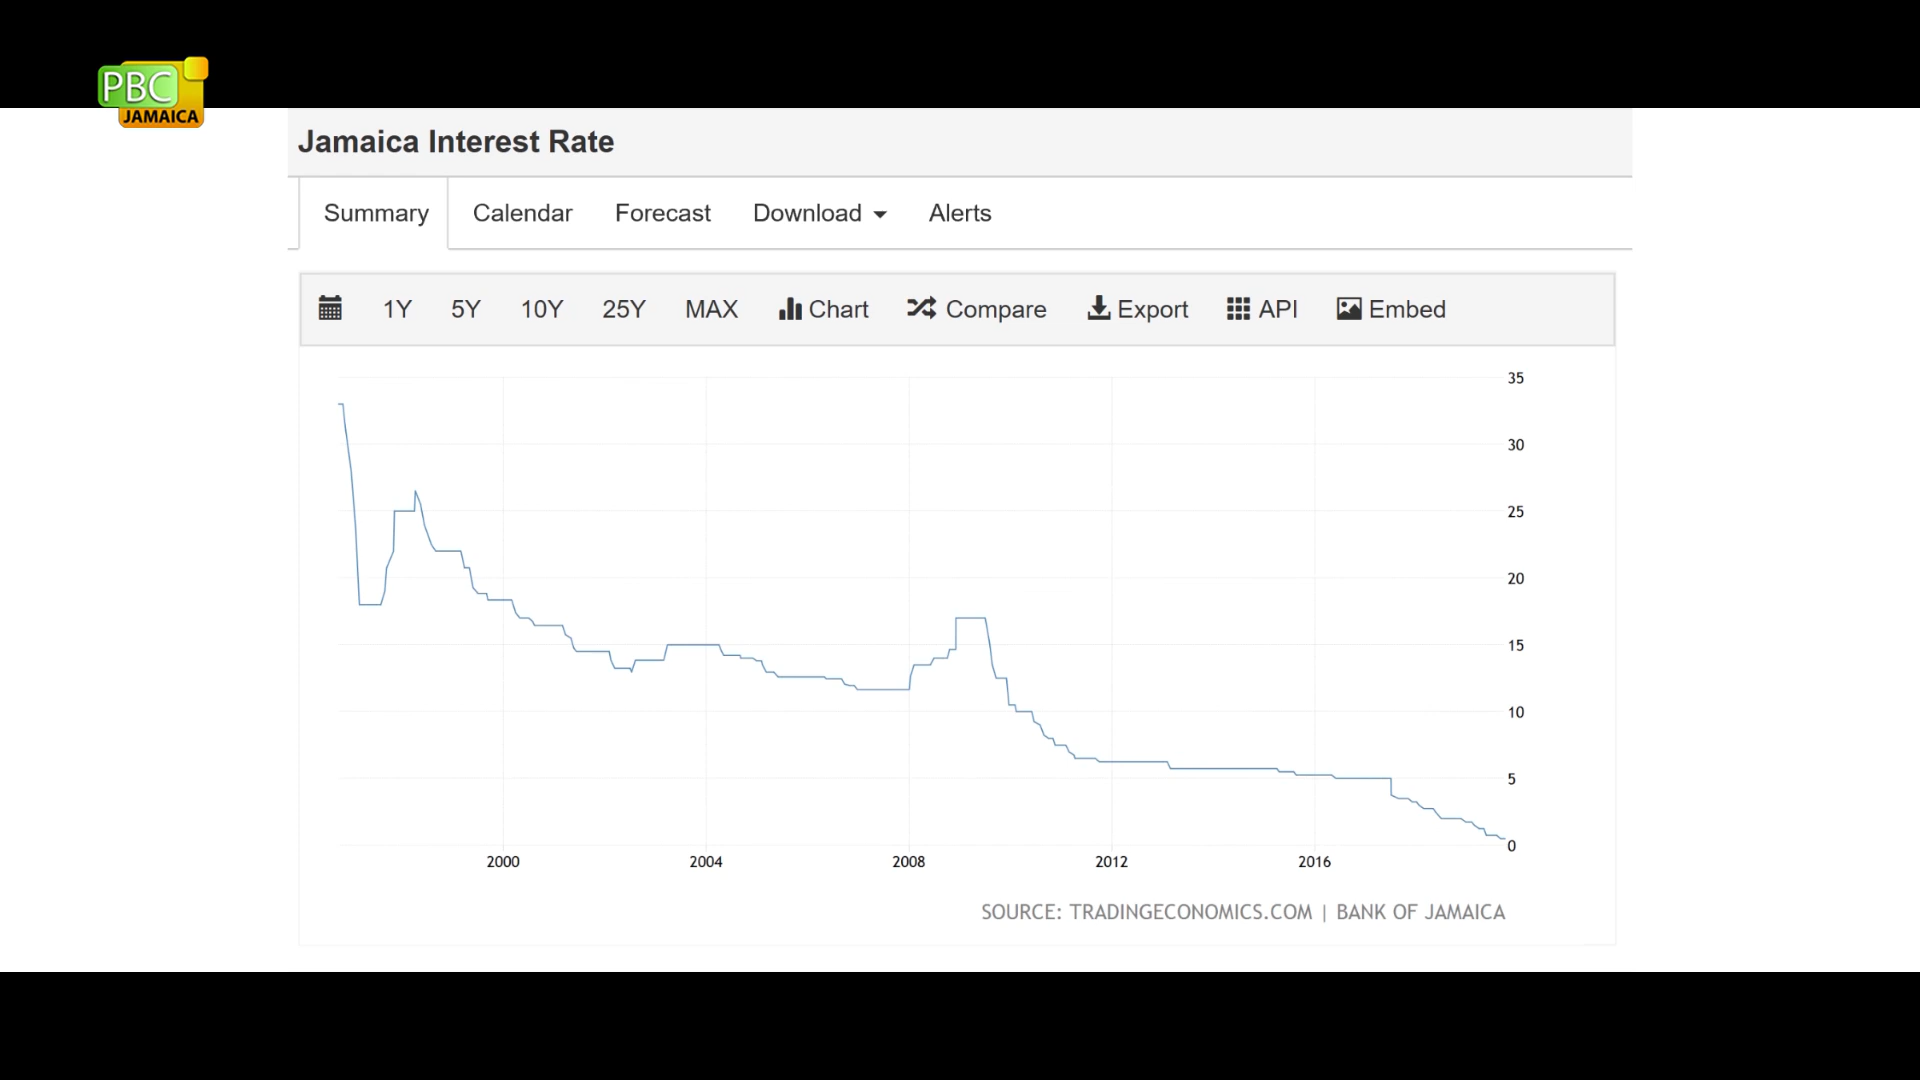 PBC
JAMAICA
Jamaica Interest Rate
Summary Calendar Forecast Download Alerts
1Y 5Y 10Y 25Y MAX Chart Compare Export API Embed
35
30
25
20
15
10
5
0
2000 2004 2008 2012 2016
SOURCE: TRADINGECONOMICS.COM | BANK OF JAMAICA